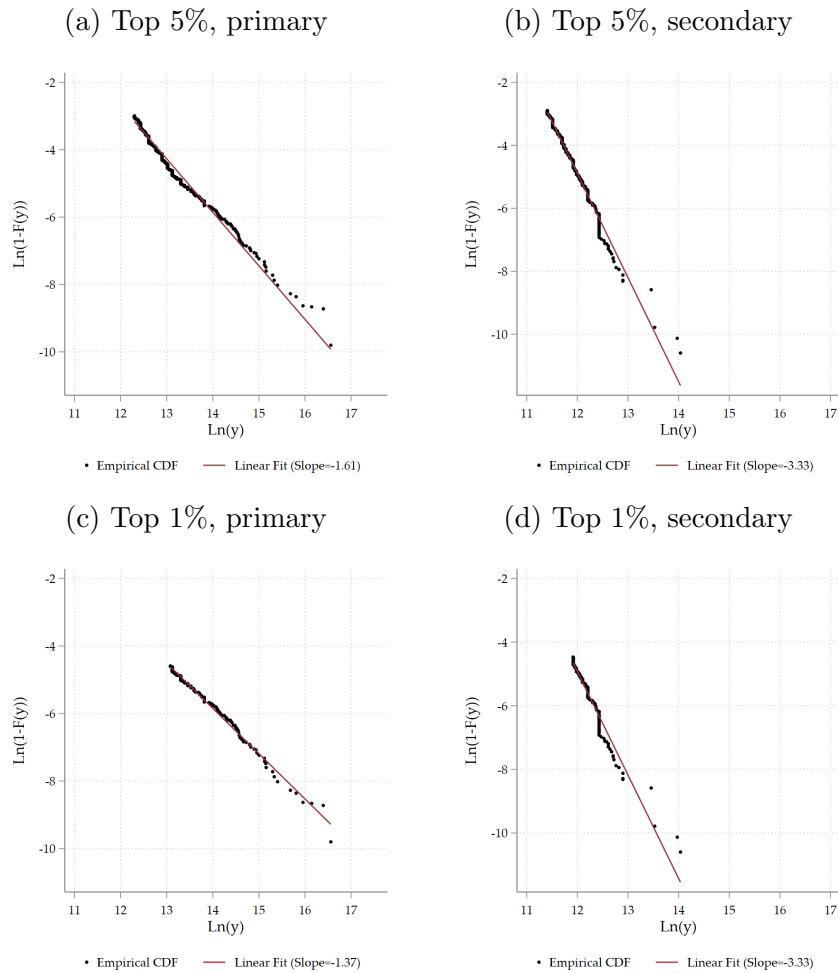 (a) Top 5%, primary
(b) Top 5%, secondary
-2
-4
-6
-8
-10
Ln(1-F(y))
11 12 13 14 15 16 17
Ln(y)
• Empirical CDF — Linear Fit (Slope=-1.61)
-2
-4
-6
-8
-10
Ln(1-F(y))
11 12 13 14 15 16 17
Ln(y)
• Empirical CDF — Linear Fit (Slope=-3.33)
(c) Top 1%, primary
(d) Top 1%, secondary
-2
-4
-6
-8
-10
Ln(1-F(y))
11 12 13 14 15 16 17
Ln(y)
• Empirical CDF — Linear Fit (Slope=-1.37)
-2
-4
-6
-8
-10
Ln(1-F(y))
11 12 13 14 15 16 17
Ln(y)
• Empirical CDF — Linear Fit (Slope=-3.33)